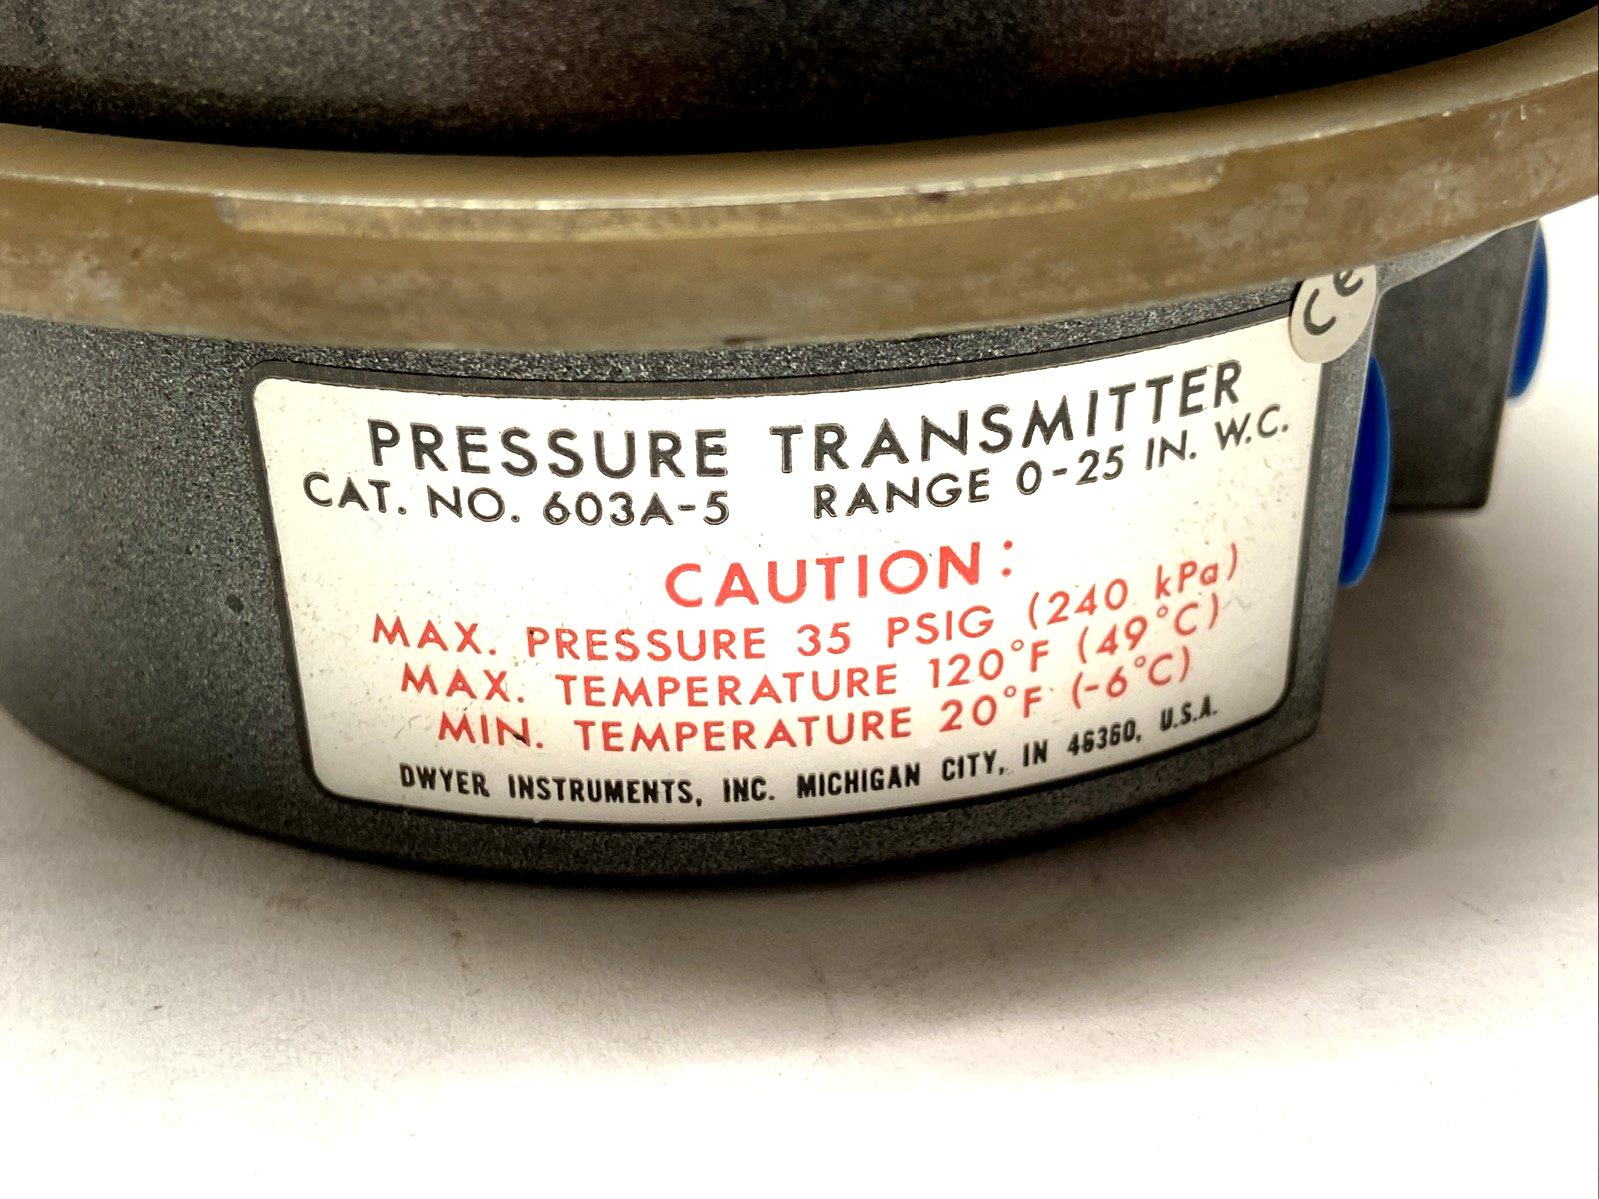 CE
PRESSURE TRANSMITTER
CAT. NO. 603A-5 RANGE 0-25 IN. W.C.
CAUTION:
MAX. PRESSURE 35 PSIG (240 kPa)
MAX. TEMPERATURE 120°F (49°C)
MIN. TEMPERATURE 20°F (-6°C)
DWYER INSTRUMENTS, INC. MICHIGAN CITY, IN 46360, U.S.A.